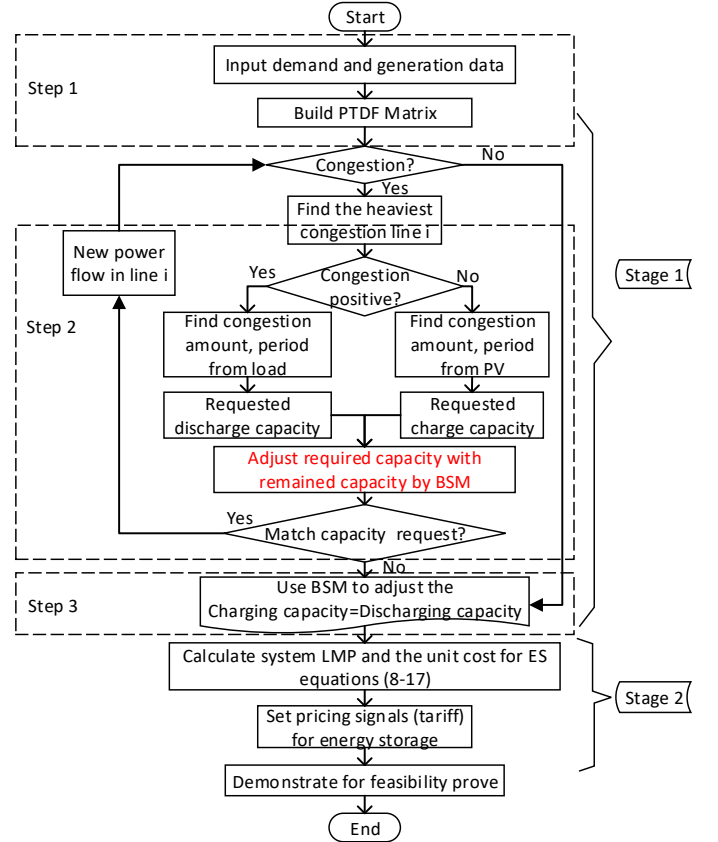 Start
Step 1
Input demand and generation data
Build PTDF Matrix
Congestion?
No
Yes
Find the heaviest
congestion line i
New power
flow in line i
Stage 1
Step 2
Yes
Congestion
positive?
No
Find congestion
amount, period
from load
Find congestion
amount, period
from PV
Requested
discharge capacity
Requested
charge capacity
Adjust required capacity with
remained capacity by BSM
Yes
Match capacity request?
No
Step 3
Use BSM to adjust the
Charging capacity=Discharging capacity
Calculate system LMP and the unit cost for ES
equations (8-17)
Stage 2
Set pricing signals (tariff)
for energy storage
Demonstrate for feasibility prove
End